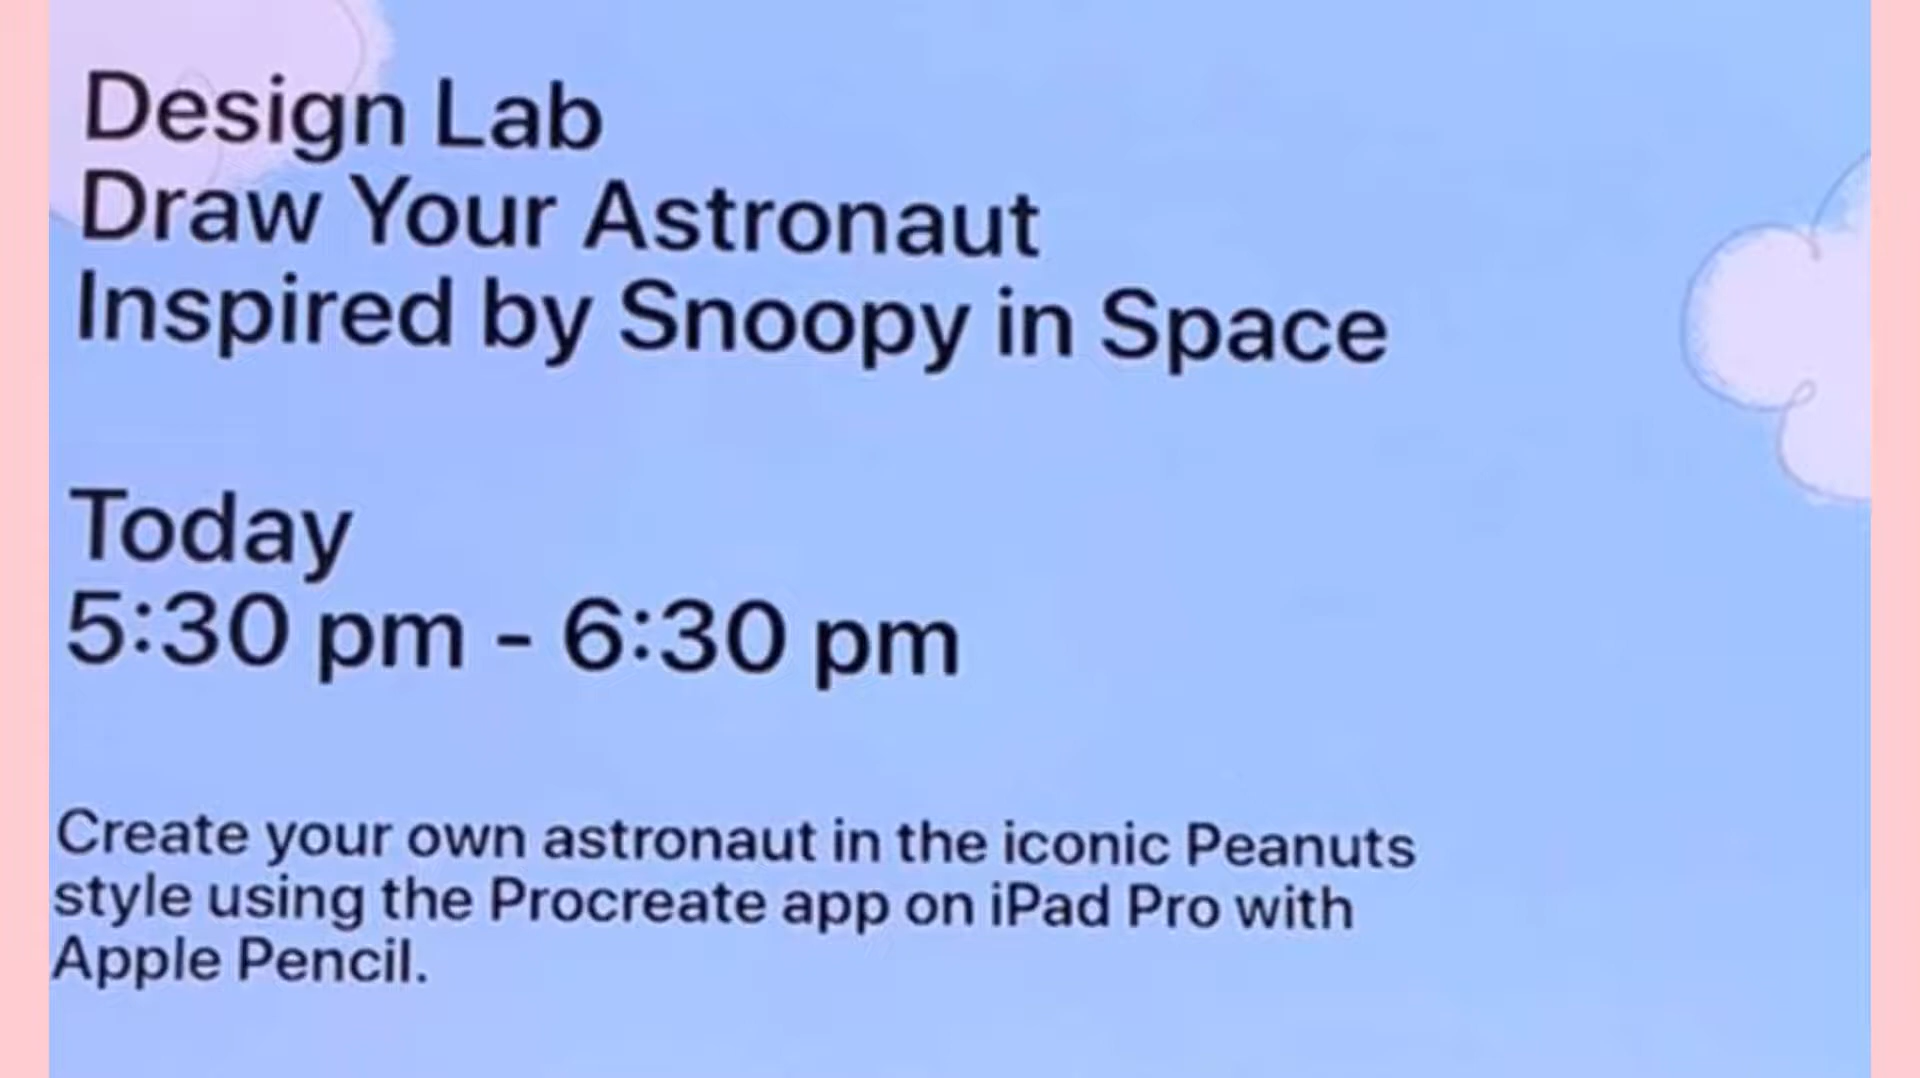 Design Lab
Draw Your Astronaut
Inspired by Snoopy in Space
Today
5:30 pm - 6:30 pm
Create your own astronaut in the iconic Peanuts
style using the Procreate app on iPad Pro with
Apple Pencil.